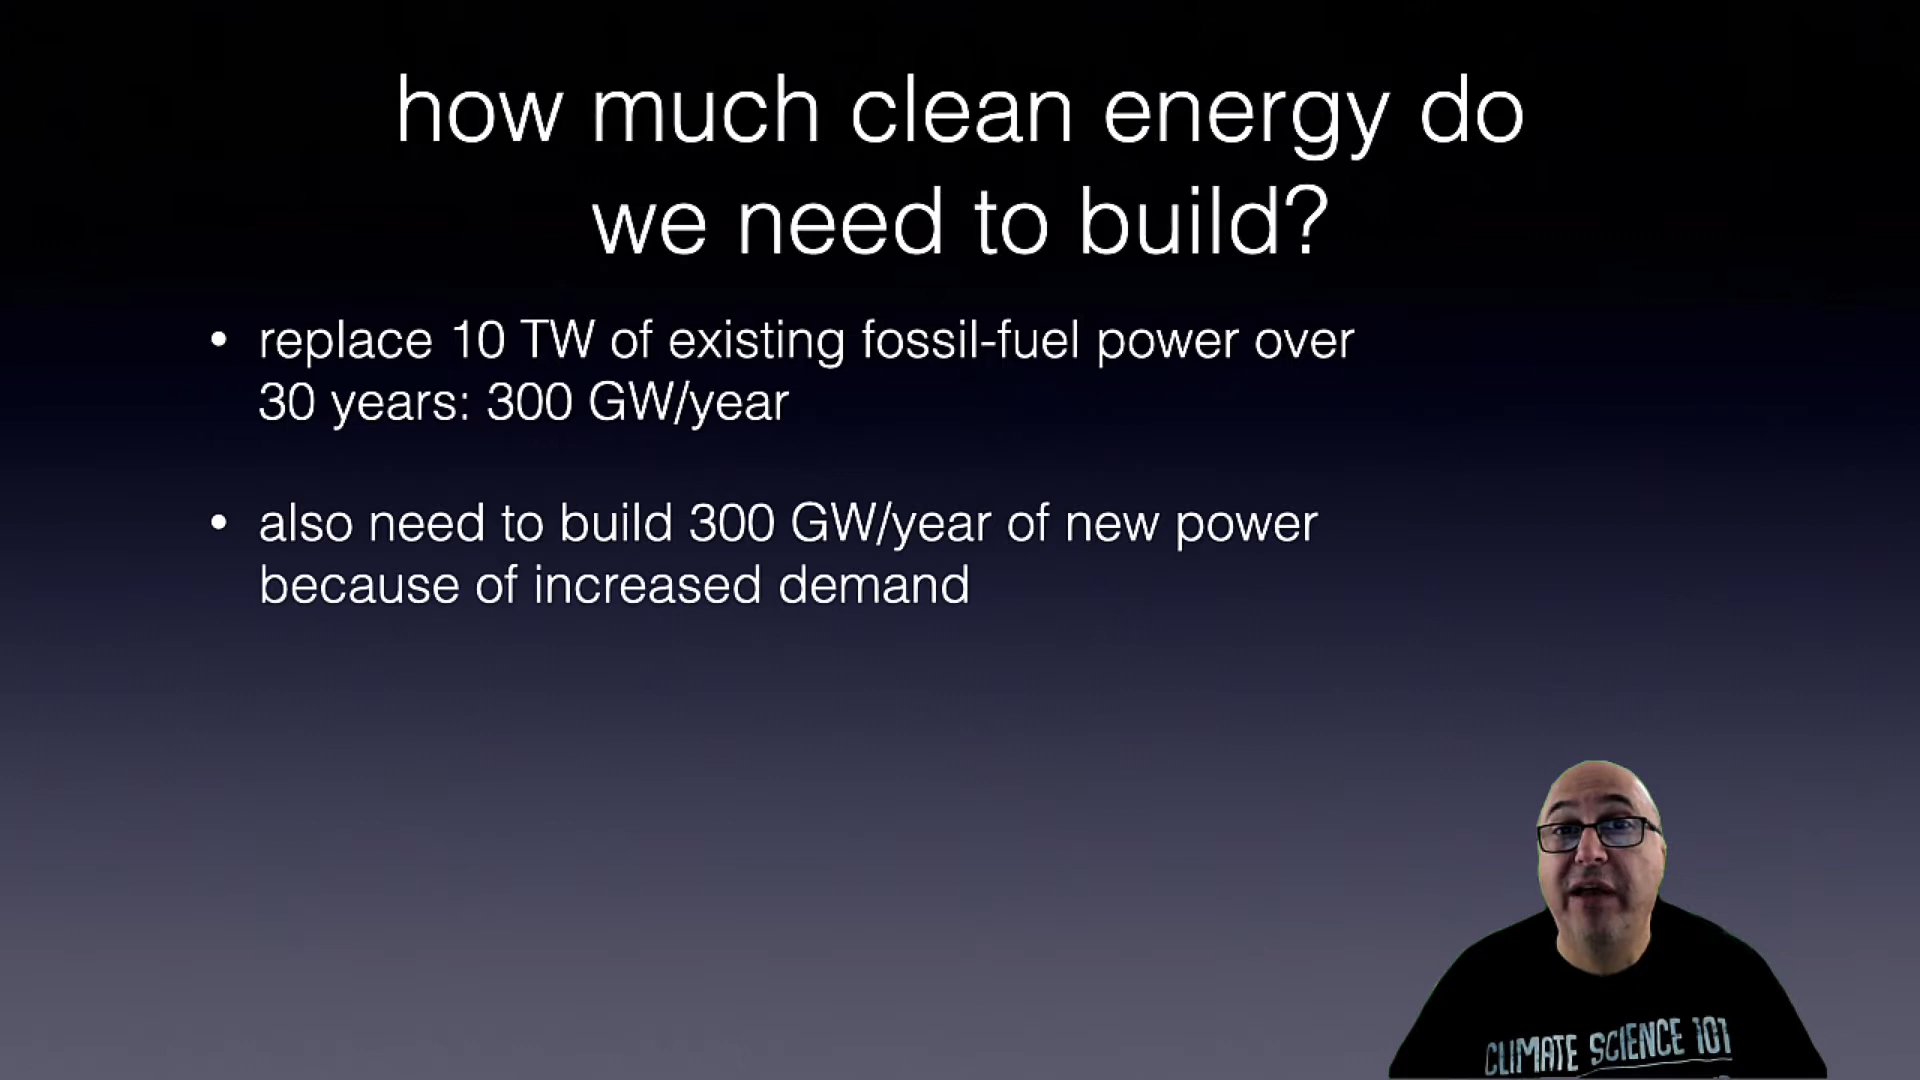 how much clean energy do
we need to build?
• replace 10 TW of existing fossil-fuel power over
30 years: 300 GW/year
• also need to build 300 GW/year of new power
because of increased demand
CLIMATE SCIENCE 101